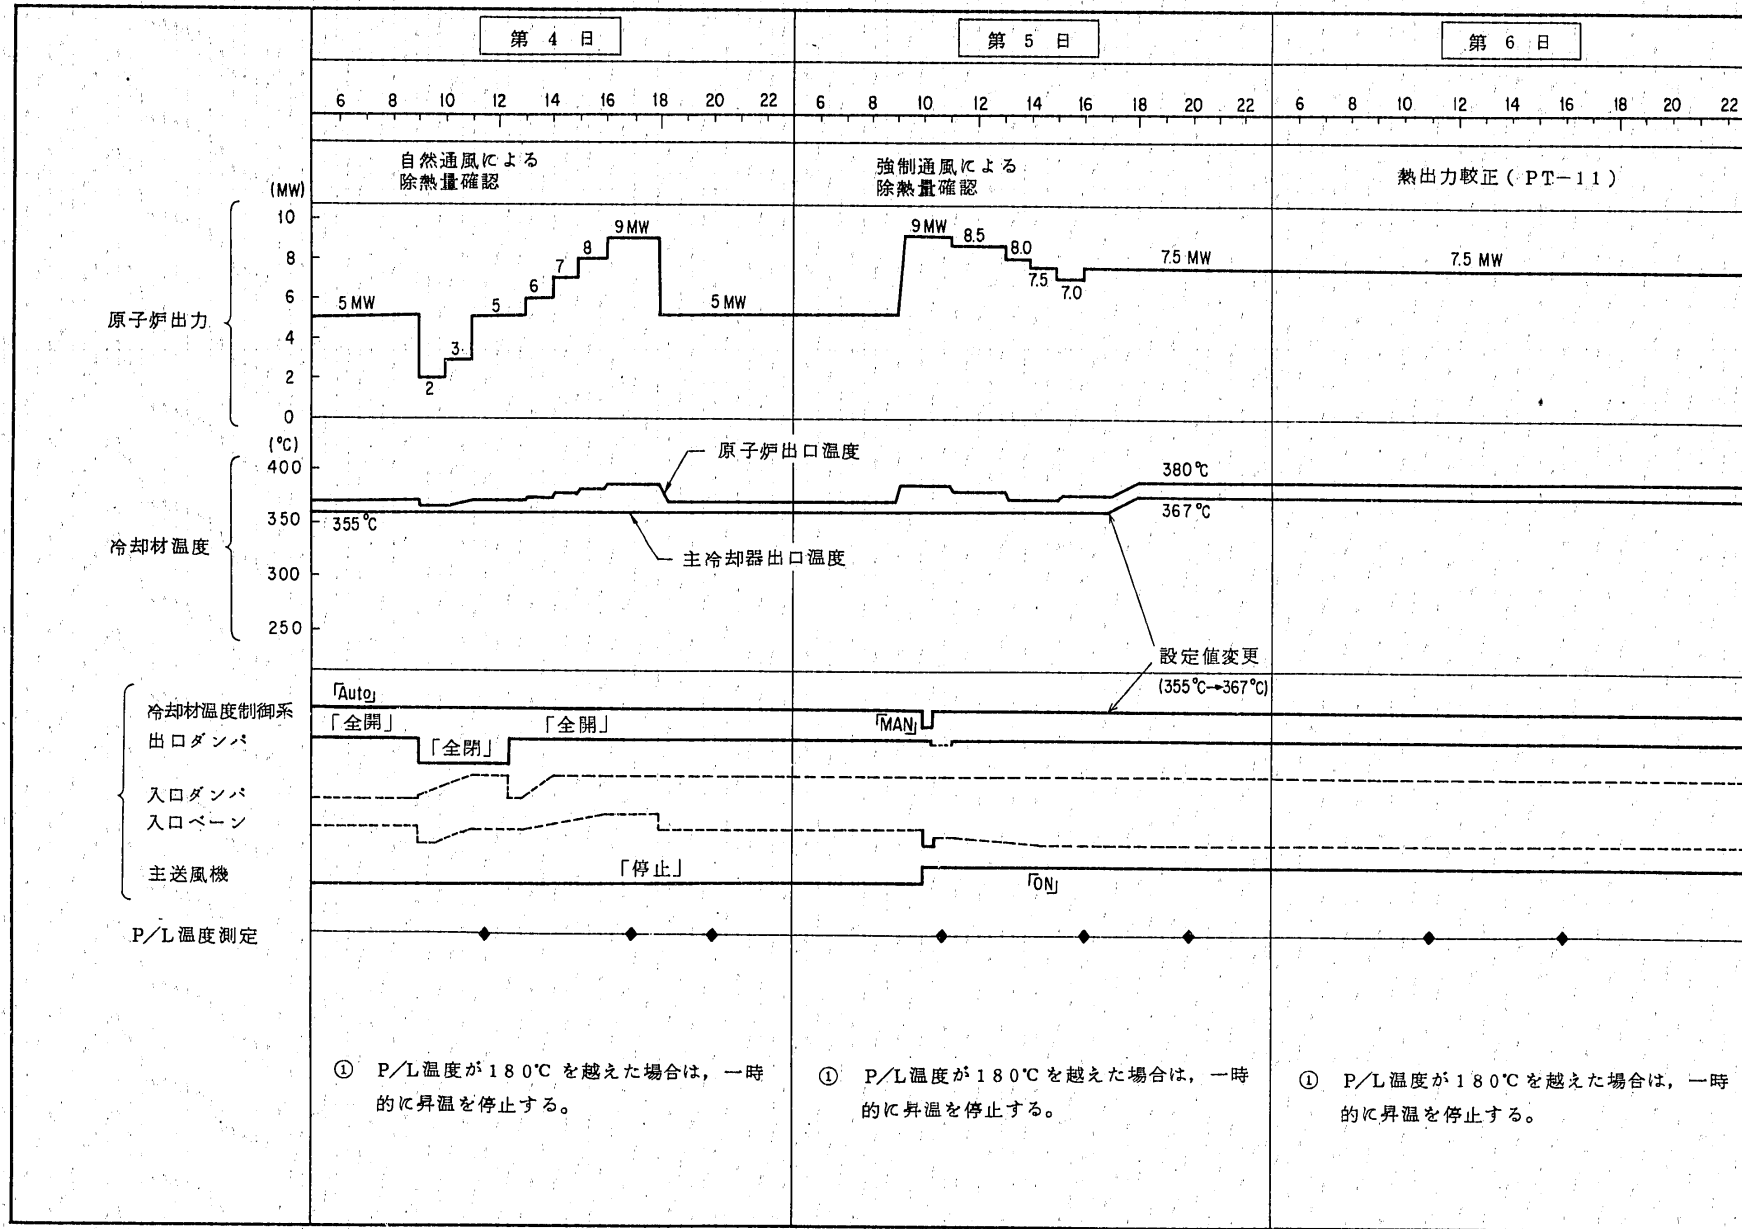 第 4 日
第 5 日
第 6 日
6 8 10 12 14 16 18 20 22
6 8 10 12 14 16 18 20 22
6 8 10 12 14 16 18 20 22
自然通風による
除熱量確認
強制通風による
除熱量確認
熱出力較正(PT-11)
(MW)
10
8
6
4
2
0
原子炉出力
5 MW
2
3
5
6
7
8
9 MW
5 MW
9 MW
8.5
8.0
7.5
7.0
7.5 MW
7.5 MW
(℃)
400
350
300
250
冷却材温度
原子炉出口温度
355℃
主冷却器出口温度
380℃
367℃
設定値変更
(355℃→367℃)
冷却材温度制御系
「Auto」
「MAN」
出口ダンパ
「全開」
「全閉」
「全開」
入口ダンパ
入口ベーン
主送風機
「停止」
「ON」
P/L温度測定
① P/L温度が180℃を越えた場合は,一時
的に昇温を停止する。
① P/L温度が180℃を越えた場合は,一時
的に昇温を停止する。
① P/L温度が180℃を越えた場合は,一時
的に昇温を停止する。